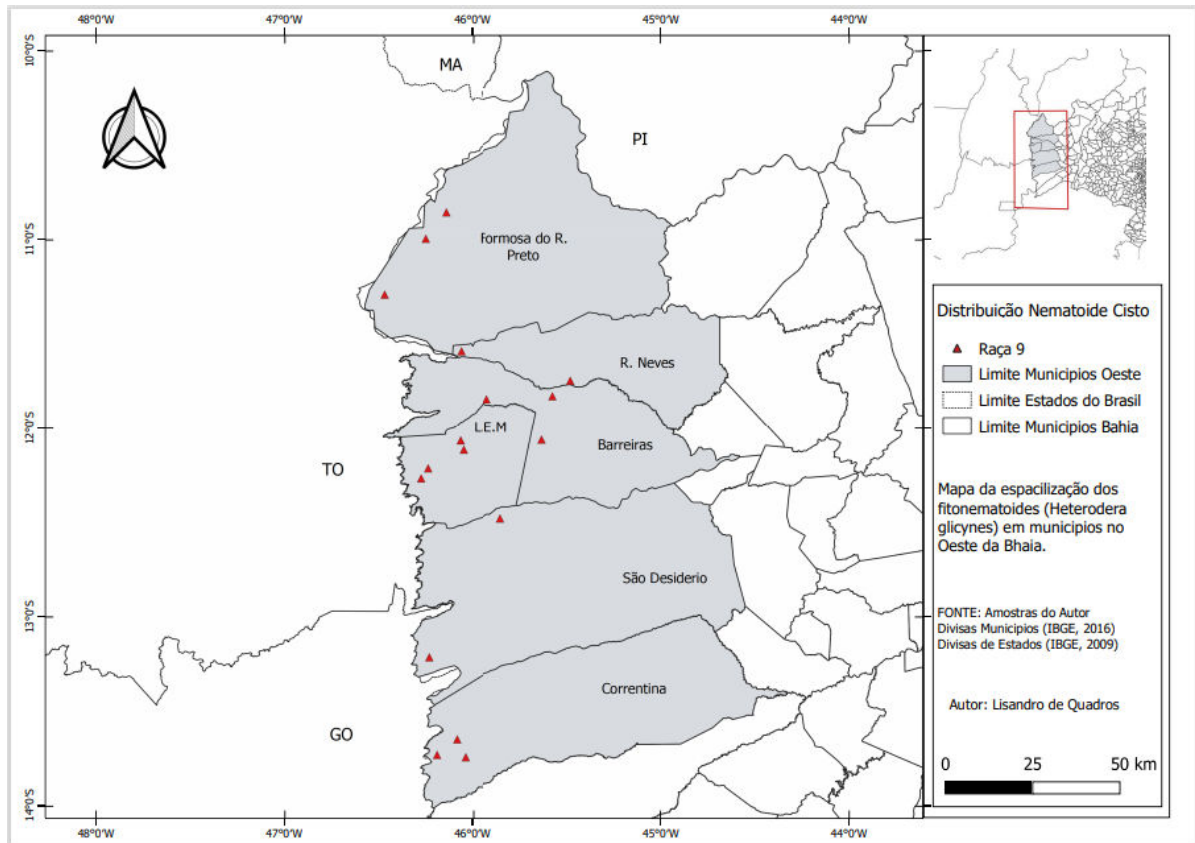 48°0'W 47°0'W 46°0'W 45°0'W 44°0'W
10°0'S
11°0'S
12°0'S
13°0'S
14°0'S
MA
PI
Formosa do R.
Preto
R. Neves
L.E.M
Barreiras
TO
São Desiderio
Correntina
GO
48°0'W 47°0'W 46°0'W 45°0'W 44°0'W
Distribuição Nematoide Cisto
Raça 9
Limite Municipios Oeste
Limite Estados do Brasil
Limite Municipios Bahia
Mapa da espacilização dos
fitonematoides (Heterodera
glicynes) em municipios no
Oeste da Bhaia.
FONTE: Amostras do Autor
Divisas Municipios (IBGE, 2016)
Divisas de Estados (IBGE, 2009)
Autor: Lisandro de Quadros
0 25 50 km